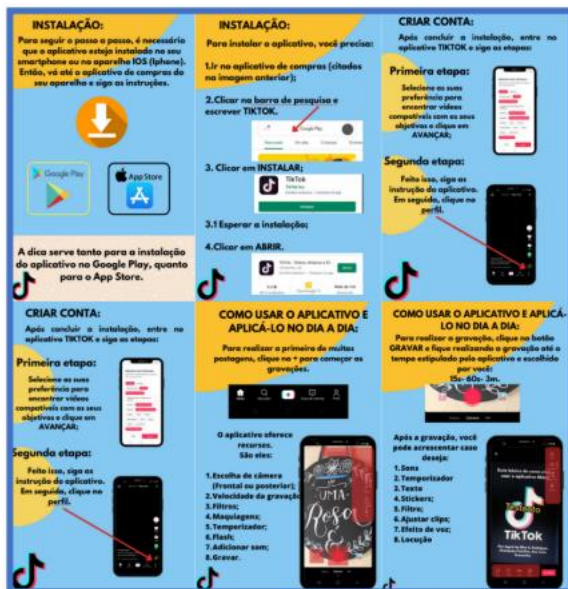 INSTALAÇÃO:
Para seguir o passo a passo, é necessário
que o aplicativo esteja instalado no seu
smartphone ou no aparelho IOS (Iphone).
Então, vá até o aplicativo de compras do
seu aparelho e siga as instruções.
Google Play
App Store
A dica serve tanto para a instalação
do aplicativo no Google Play, quanto
para o App Store.
INSTALAÇÃO:
Para instalar o aplicativo, você precisa:
1.Ir no aplicativo de compras (citados
na imagem anterior);
2.Clicar na barra de pesquisa e
escrever TIKTOK.
Google Play
3. Clicar em INSTALAR;
TikTok
3.1 Esperar a instalação;
4.Clicar em ABRIR.
CRIAR CONTA:
Após concluir a instalação, entre no
aplicativo TIKTOK e siga as etapas:
Primeira etapa:
Selecione as suas
preferência para
encontrar vídeos
compatíveis com os seus
objetivos e clique em
AVANÇAR;
Segunda etapa:
Feito isso, siga as
instrução do aplicativo.
Em seguida, clique no
perfil.
CRIAR CONTA:
Após concluir a instalação, entre no
aplicativo TIKTOK e siga as etapas:
Primeira etapa:
Selecione as suas
preferência para
encontrar vídeos
compatíveis com os seus
objetivos e clique em
AVANÇAR;
Segunda etapa:
Feito isso, siga as
instrução do aplicativo.
Em seguida, clique no
perfil.
COMO USAR O APLICATIVO E
APLICÁ-LO NO DIA A DIA:
Para realizar a primeira de muitas
postagens, clique no + para começar as
gravações.
O aplicativo oferece
recursos.
São eles:
1.Escolha de câmera
(Frontal ou posterior);
2.Velocidade da gravação
3.Filtros;
4.Maquiagens;
5.Temporizador;
6.Flash;
7.Adicionar som;
8.Gravar.
UMA
Rosa
É
COMO USAR O APLICATIVO E APLICÁ-
LO NO DIA A DIA:
Para realizar a gravação, clique no botão
GRAVAR e fique realizando a gravação até o
tempo estipulado pelo aplicativo e escolhido
por você:
15s- 60s- 3m.
Após a gravação, você
pode acrescentar caso
deseja:
1.Sons
2.Temporizador
3.Texto
4.Stickers;
5.Filtro;
6.Ajustar clips;
7.Efeito de voz;
8. Locução
TikTok